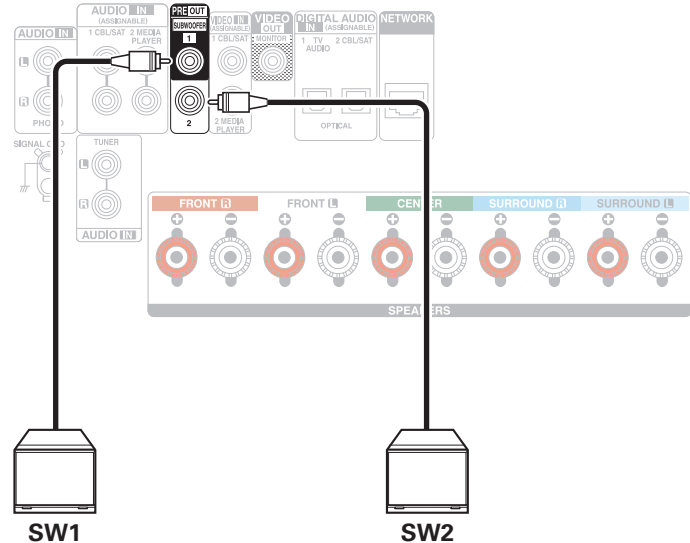 AUDIO IN
PHONO
L
R
SIGNAL GND
AUDIO IN
(ASSIGNABLE)
1 CBL/SAT 2 MEDIA
PLAYER
TUNER
L
R
AUDIO IN
PRE OUT
SUBWOOFER
1
2
VIDEO IN
(ASSIGNABLE)
1 CBL/SAT
2 MEDIA
PLAYER
VIDEO
OUT
MONITOR
DIGITAL AUDIO
IN (ASSIGNABLE)
1 TV
AUDIO
2 CBL/SAT
OPTICAL
NETWORK
FRONT R
FRONT L
CENTER
SURROUND R
SURROUND L
SPEAKERS
SW1
SW2